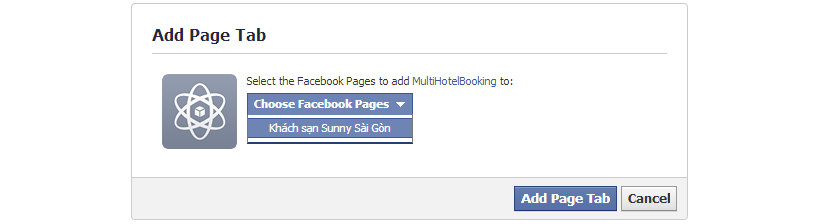 Add Page Tab
Select the Facebook Pages to add MultiHotelBooking to:
Choose Facebook Pages
Khách sạn Sunny Sài Gòn
Add Page Tab Cancel